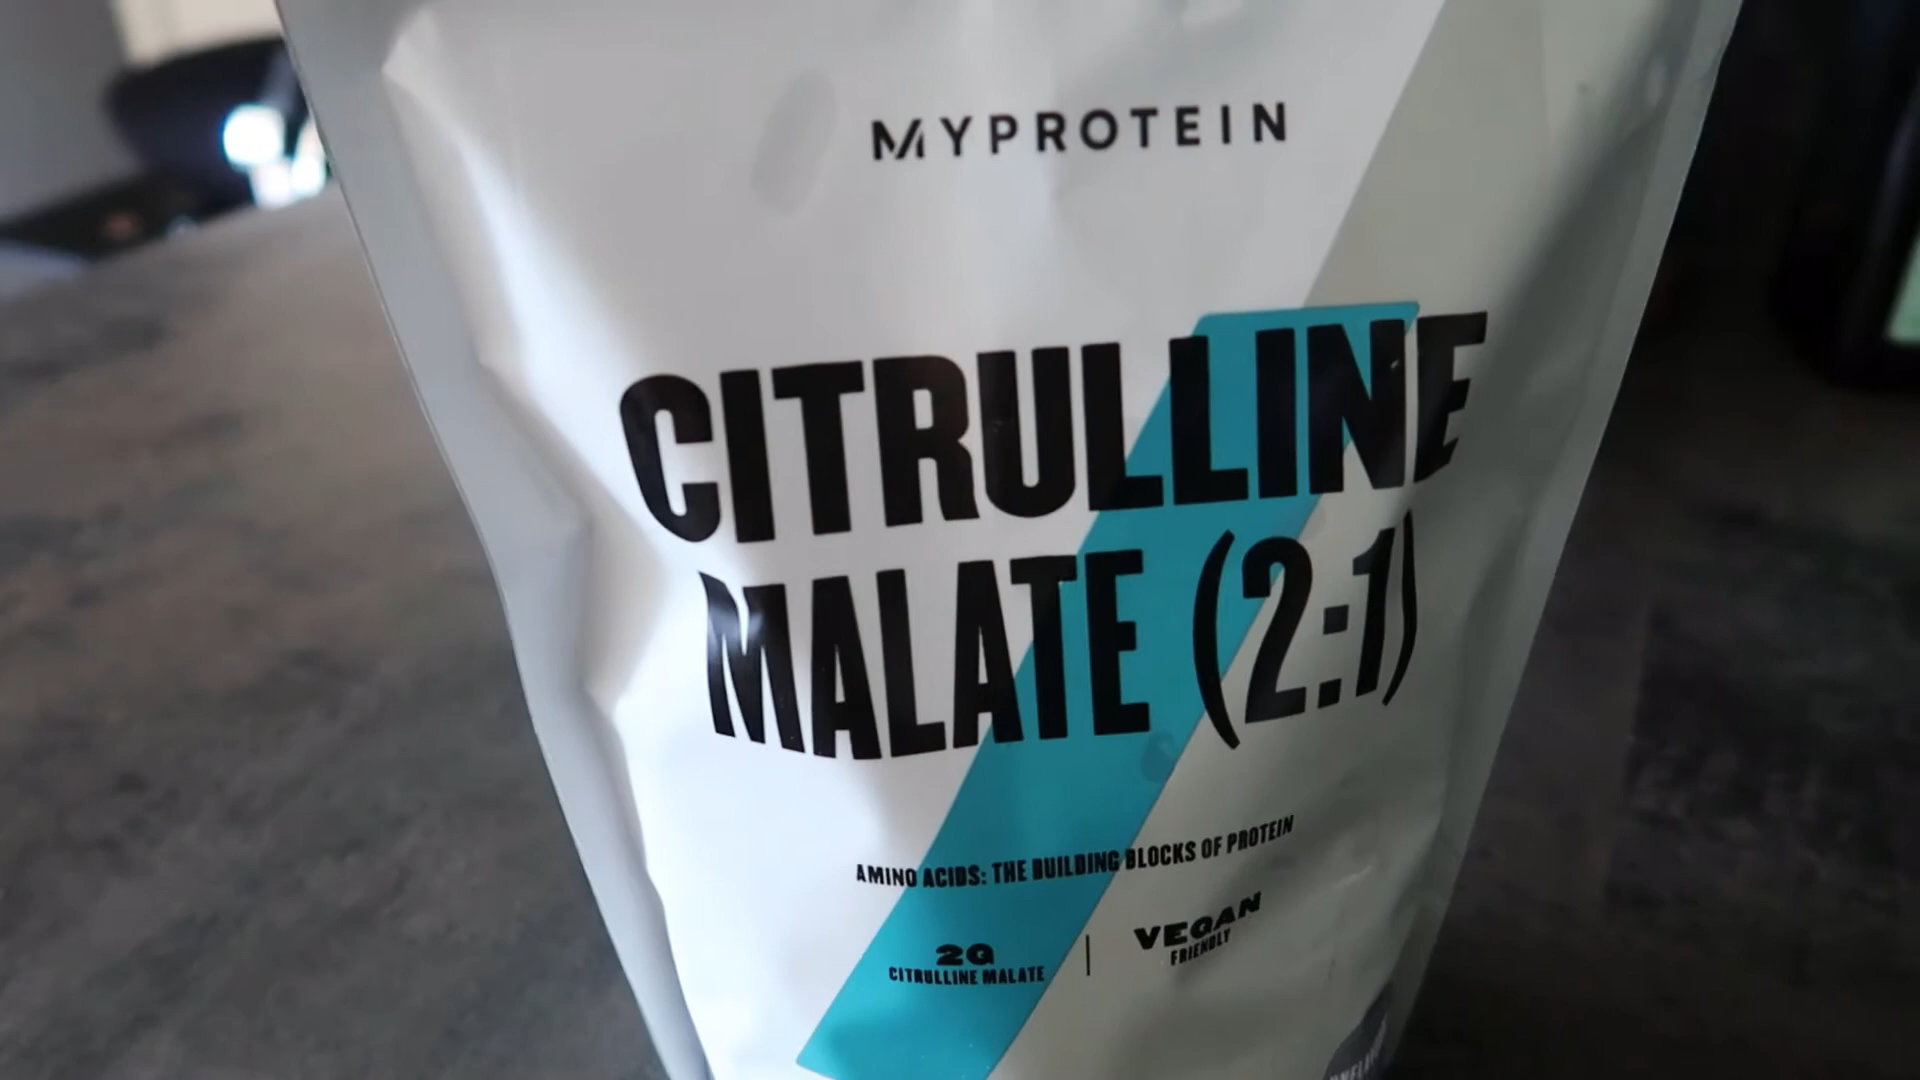 MYPROTEIN
CITRULLINE
MALATE (2:1)
AMINO ACIDS: THE BUILDING BLOCKS OF PROTEIN
2G
CITRULLINE MALATE
VEGAN
FRIENDLY